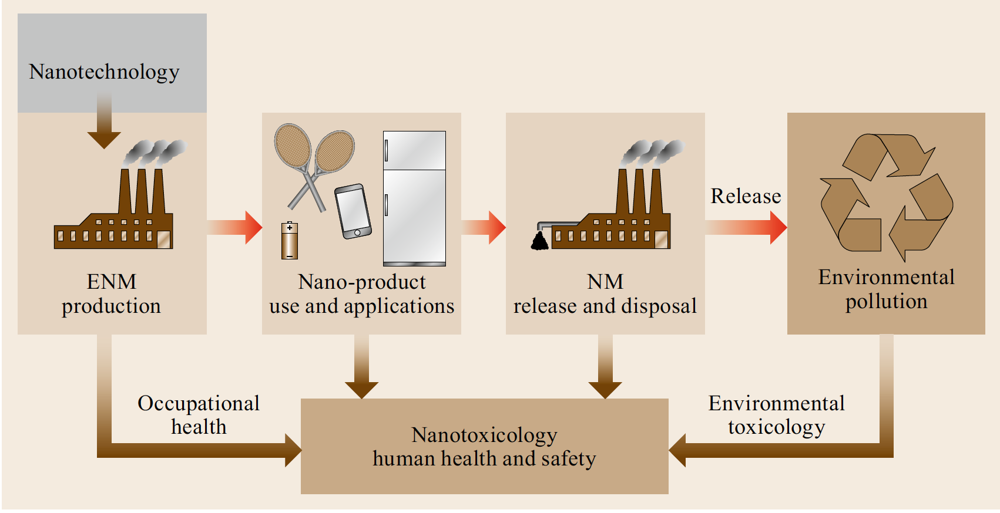 Nanotechnology
ENM
production
Nano-product
use and applications
NM
release and disposal
Release
Environmental
pollution
Occupational
health
Nanotoxicology
human health and safety
Environmental
toxicology